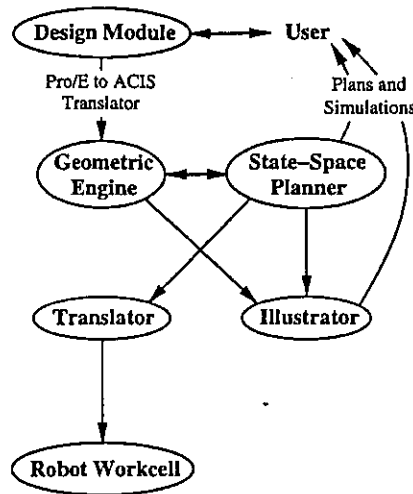 Design Module
User
Pro/E to ACIS
Translator
Plans and
Simulations
Geometric
Engine
State–Space
Planner
Translator
Illustrator
Robot Workcell